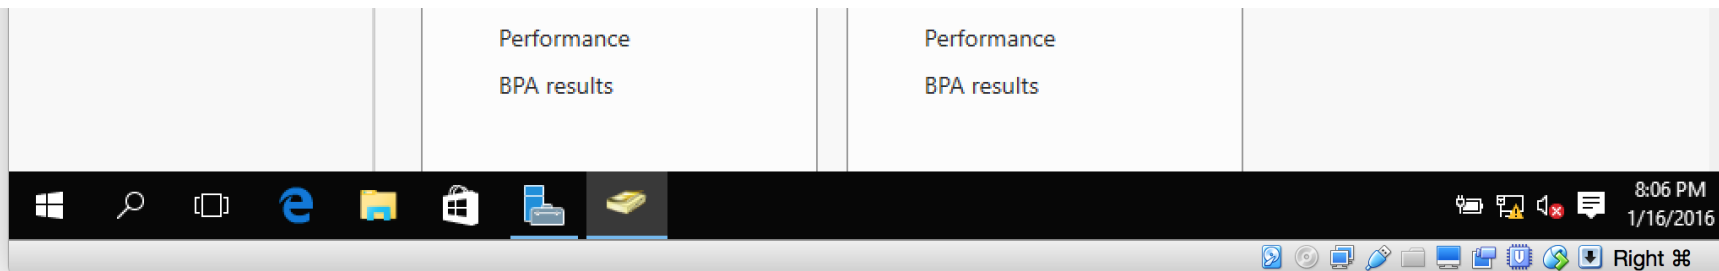 Performance
Performance
BPA results
BPA results
8:06 PM
1/16/2016
Right ⌘